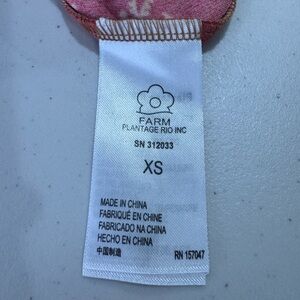 FARM
PLANTAGE RIO INC
SN 312033
XS
MADE IN CHINA
FABRIQUÉ EN CHINE
FABRICADO NA CHINA
HECHO EN CHINA
中国制造
RN 157047